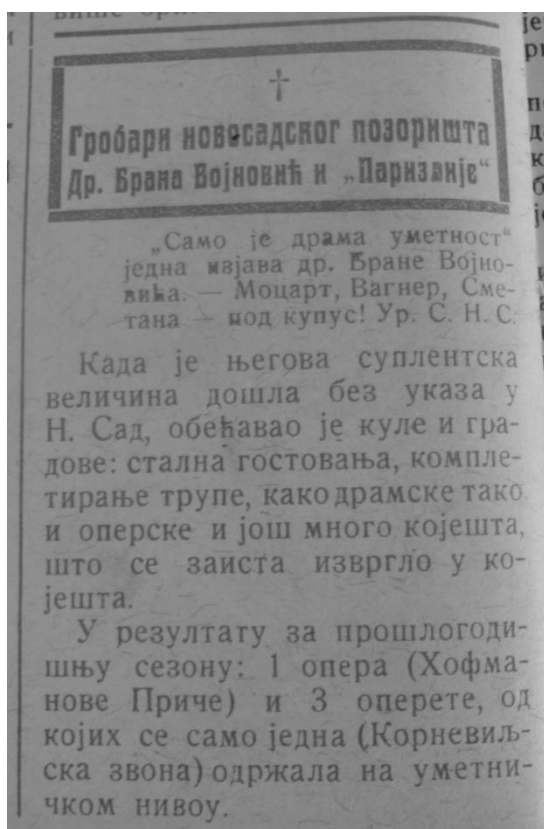 †
Гробари новосадског позоришта
Др. Брана Војновић и „Паризлије“
„Само је драма уметност“
једна изјава др. Бране Војно-
вића. — Моцарт, Вагнер, Сме-
тана — под купус! Ур. С. Н. С.
Када је његова суплентска
величина дошла без указа у
Н. Сад, обећавао је куле и гра-
дове: стална гостовања, компле-
тирање трупе, како драмске тако
и оперске и још много којешта,
што се заиста извргло у ко-
јешта.
У резултату за прошлогоди-
шњу сезону: 1 опера (Хофма-
нове Приче) и 3 оперете, од
којих се само једна (Корневиљ-
ска звона) одржала на уметни-
чком нивоу.